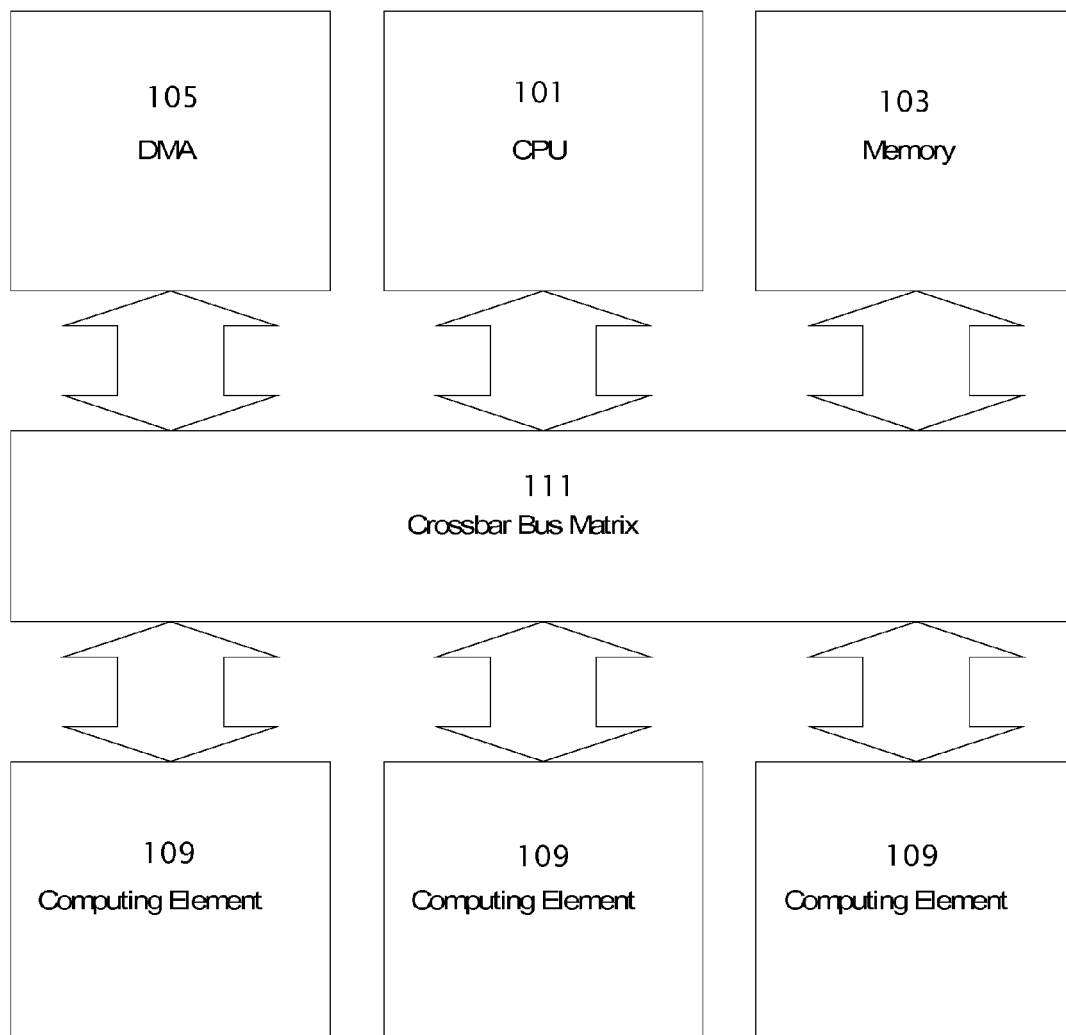 105
DMA
101
CPU
103
Memory
111
Crossbar Bus Matrix
109
Computing Element
109
Computing Element
109
Computing Element